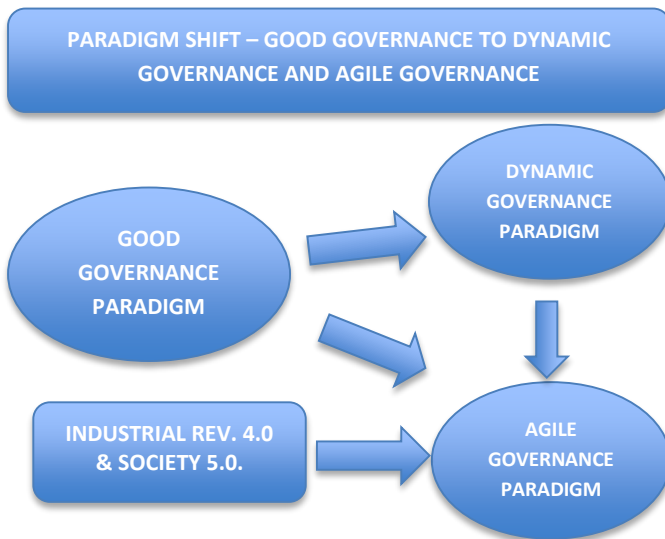 PARADIGM SHIFT – GOOD GOVERNANCE TO DYNAMIC
GOVERNANCE AND AGILE GOVERNANCE
DYNAMIC
GOVERNANCE
PARADIGM
GOOD
GOVERNANCE
PARADIGM
INDUSTRIAL REV. 4.0
& SOCIETY 5.0.
AGILE
GOVERNANCE
PARADIGM